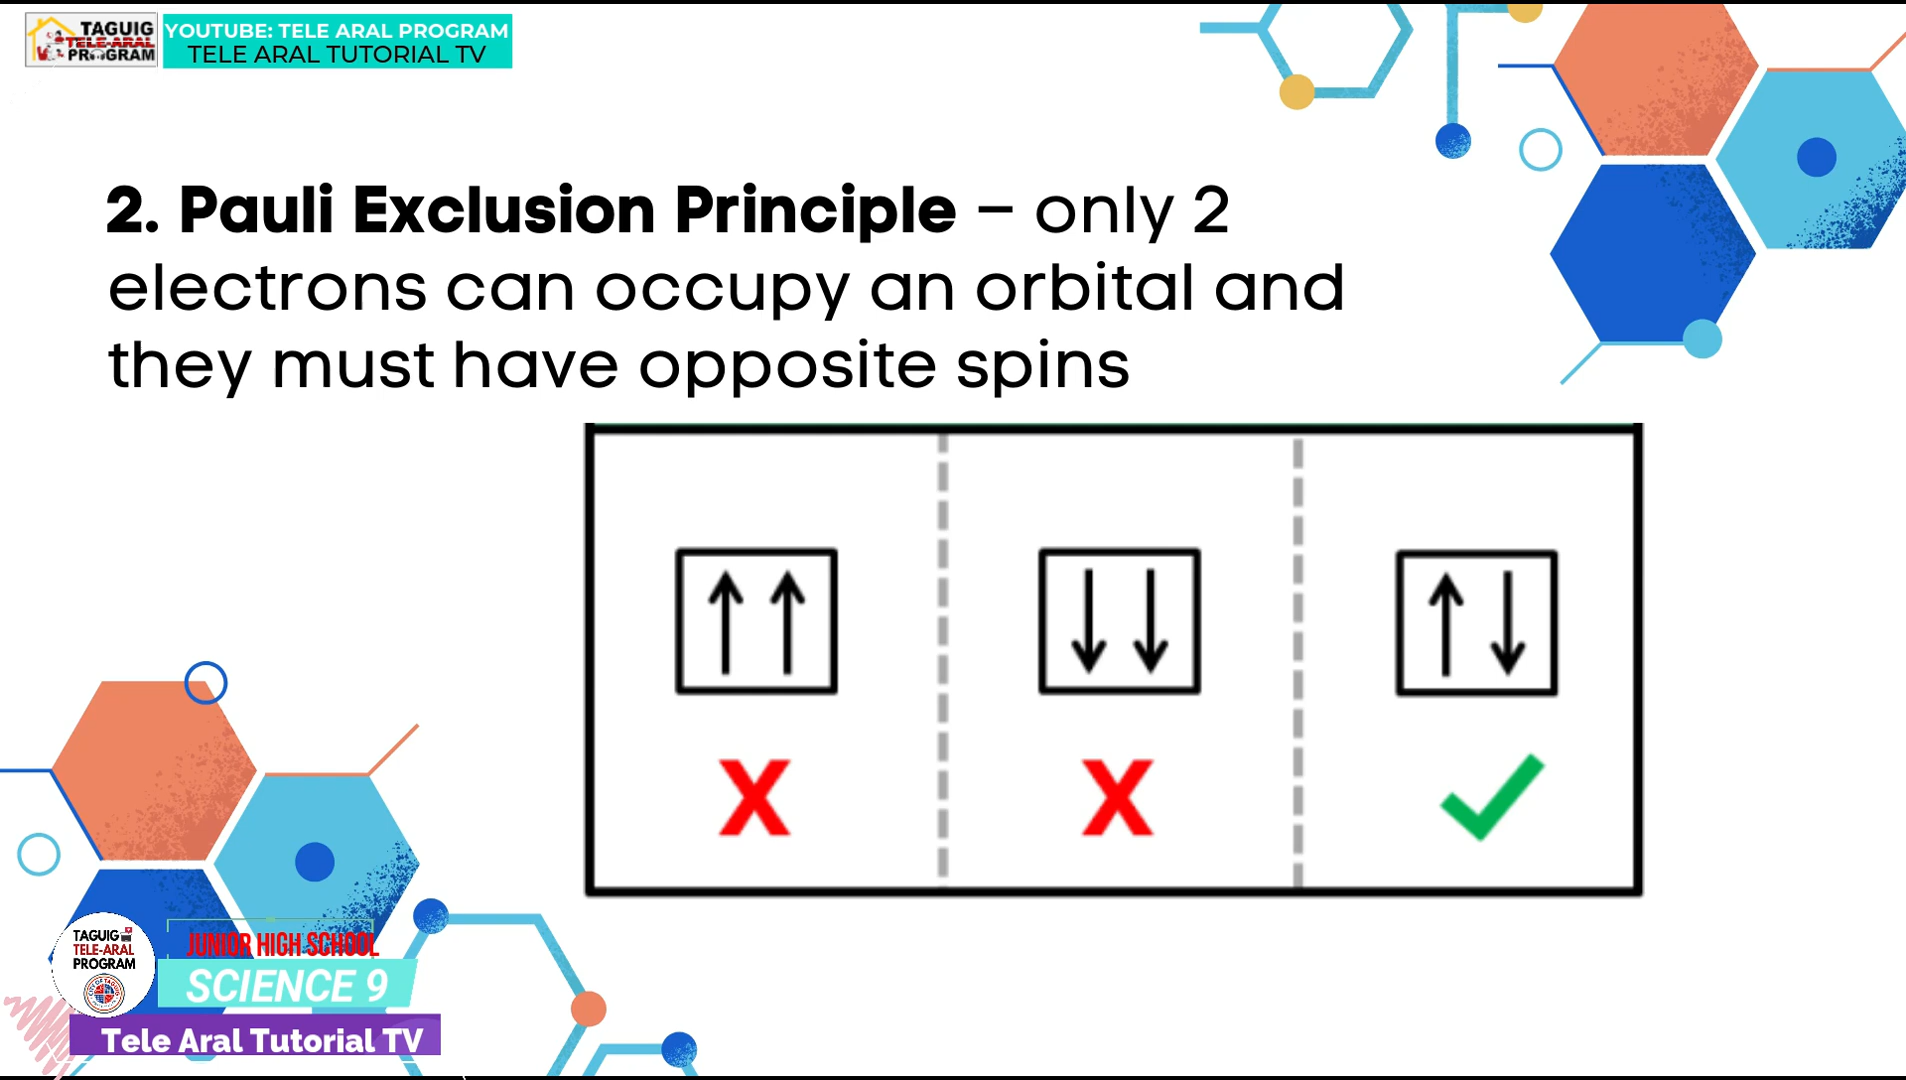 TAGUIG
TELE-ARAL
PROGRAM
YOUTUBE: TELE ARAL PROGRAM
TELE ARAL TUTORIAL TV
2. Pauli Exclusion Principle – only 2
electrons can occupy an orbital and
they must have opposite spins
X X
TAGUIG
TELE-ARAL
PROGRAM
JUNIOR HIGH SCHOOL
SCIENCE 9
Tele Aral Tutorial TV